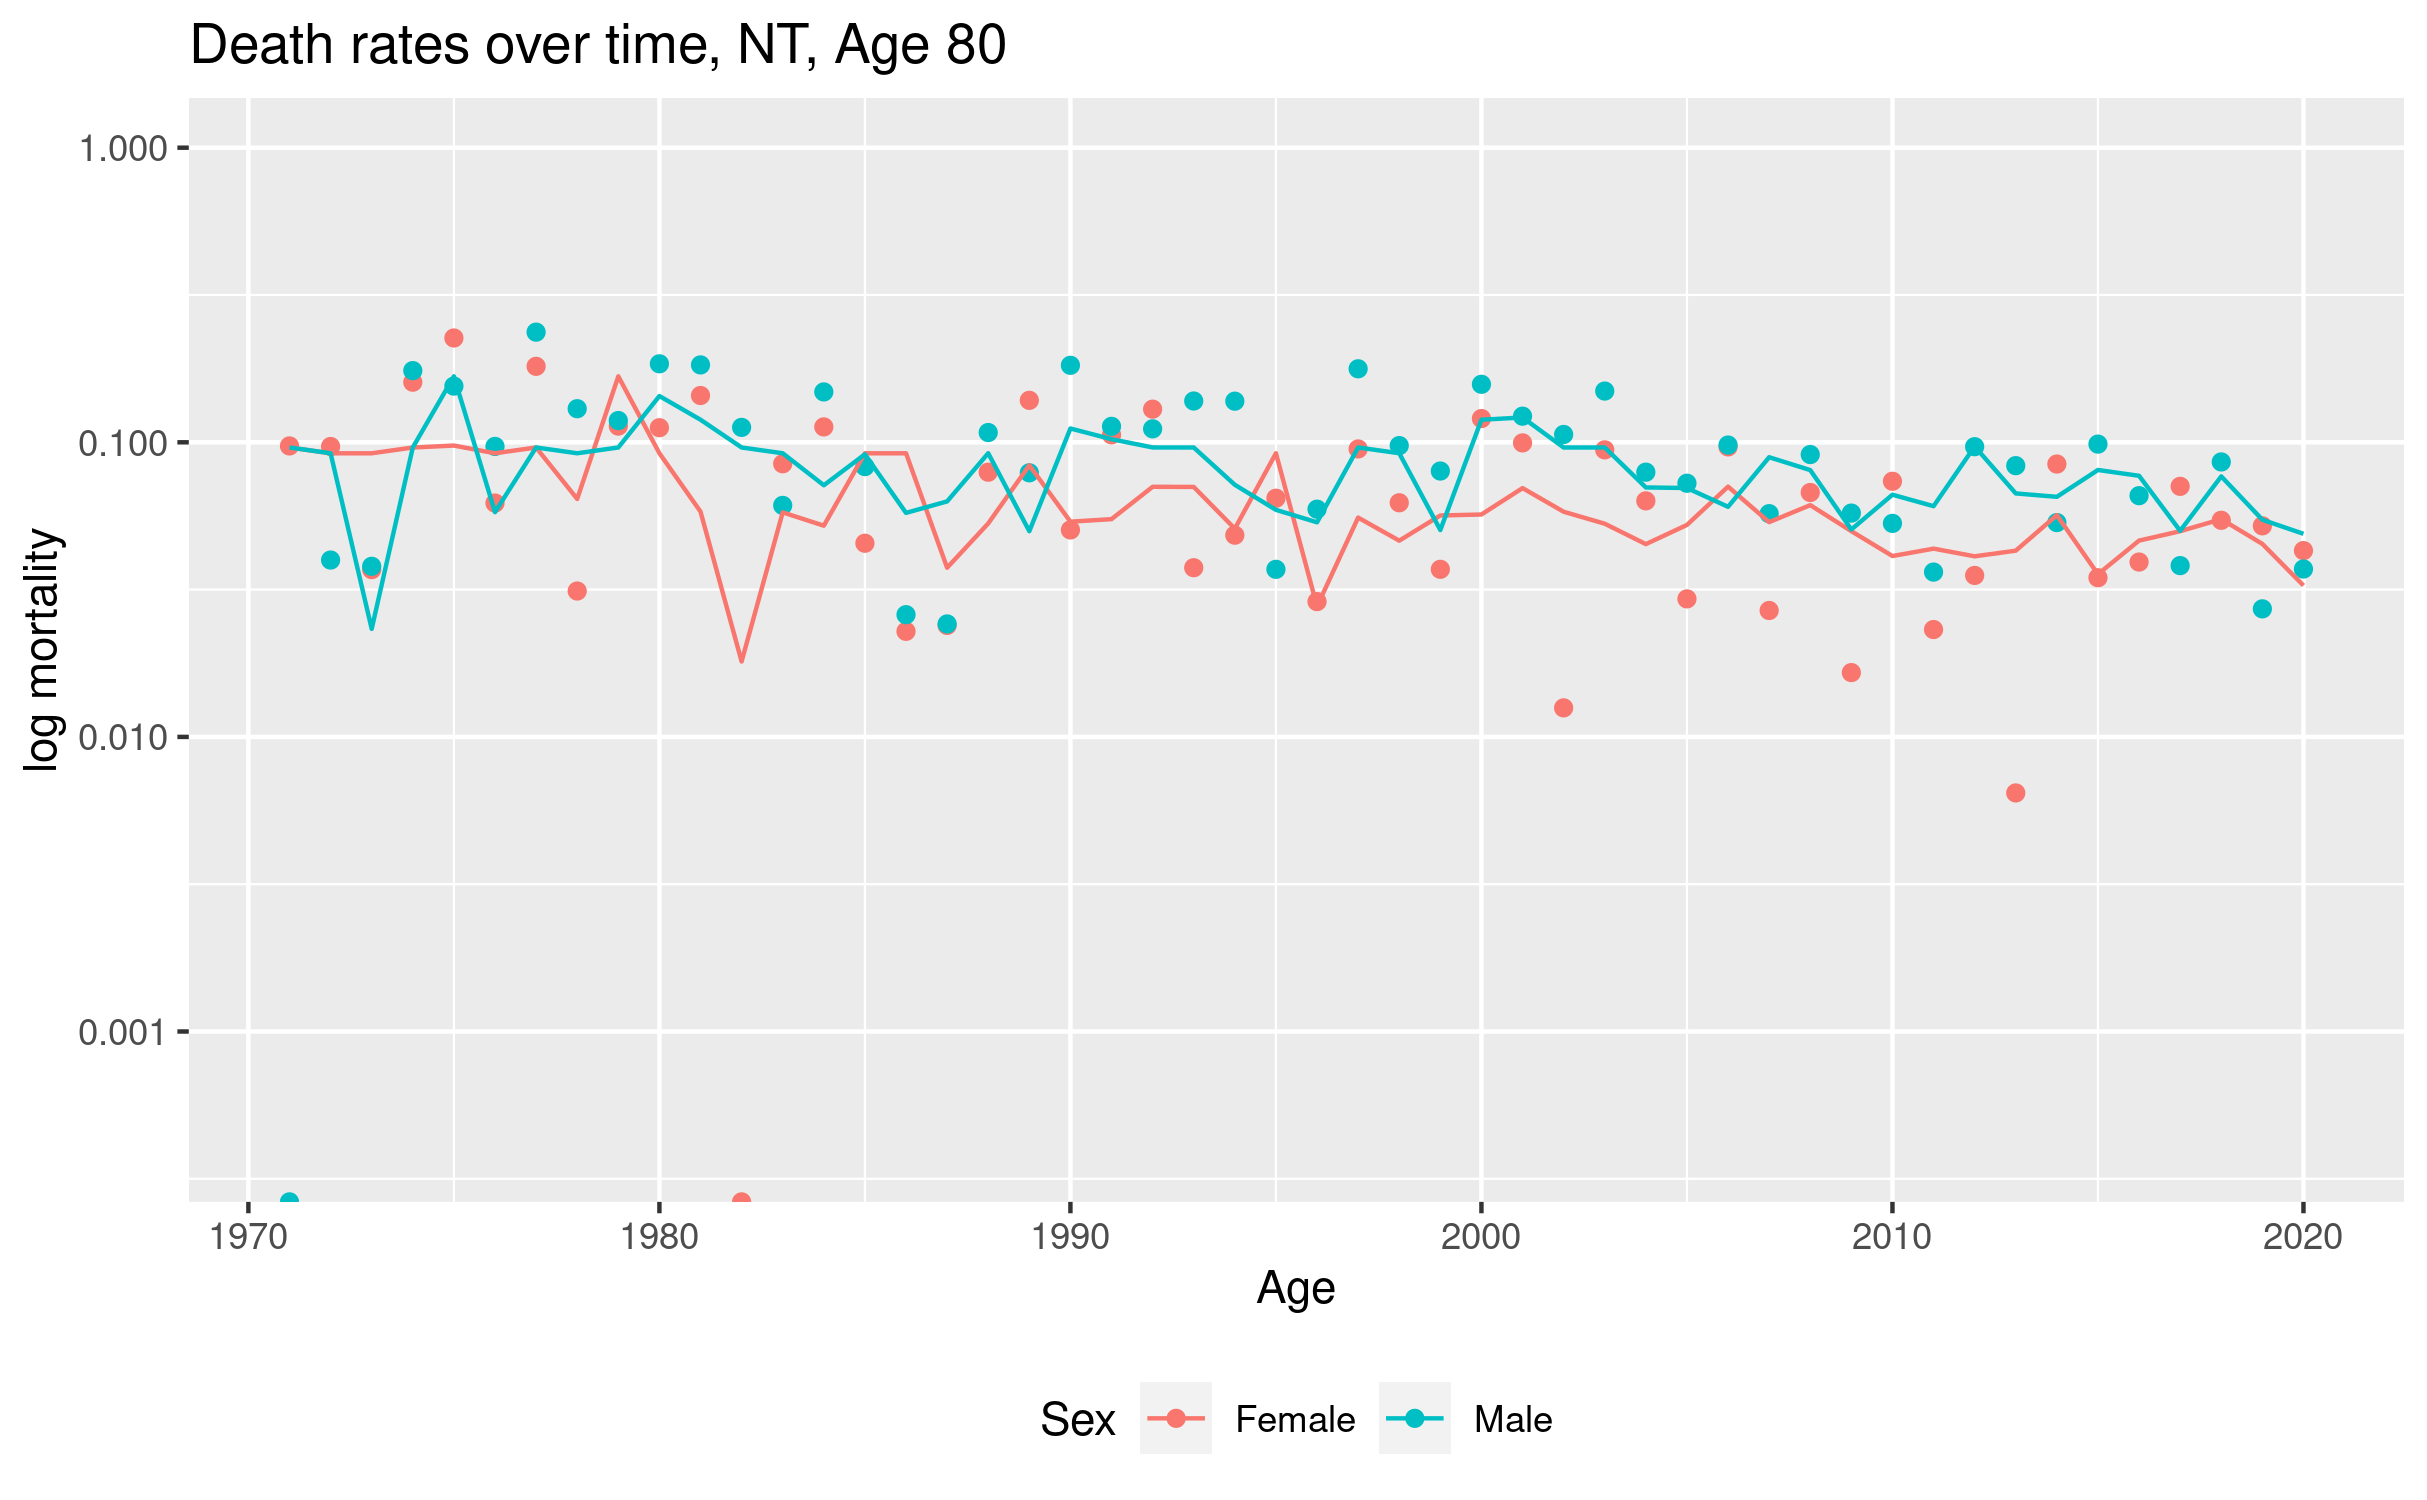 Death rates over time, NT, Age 80
log mortality
1.000
0.100
0.010
0.001
1970 1980 1990 2000 2010 2020
Age
Sex Female Male